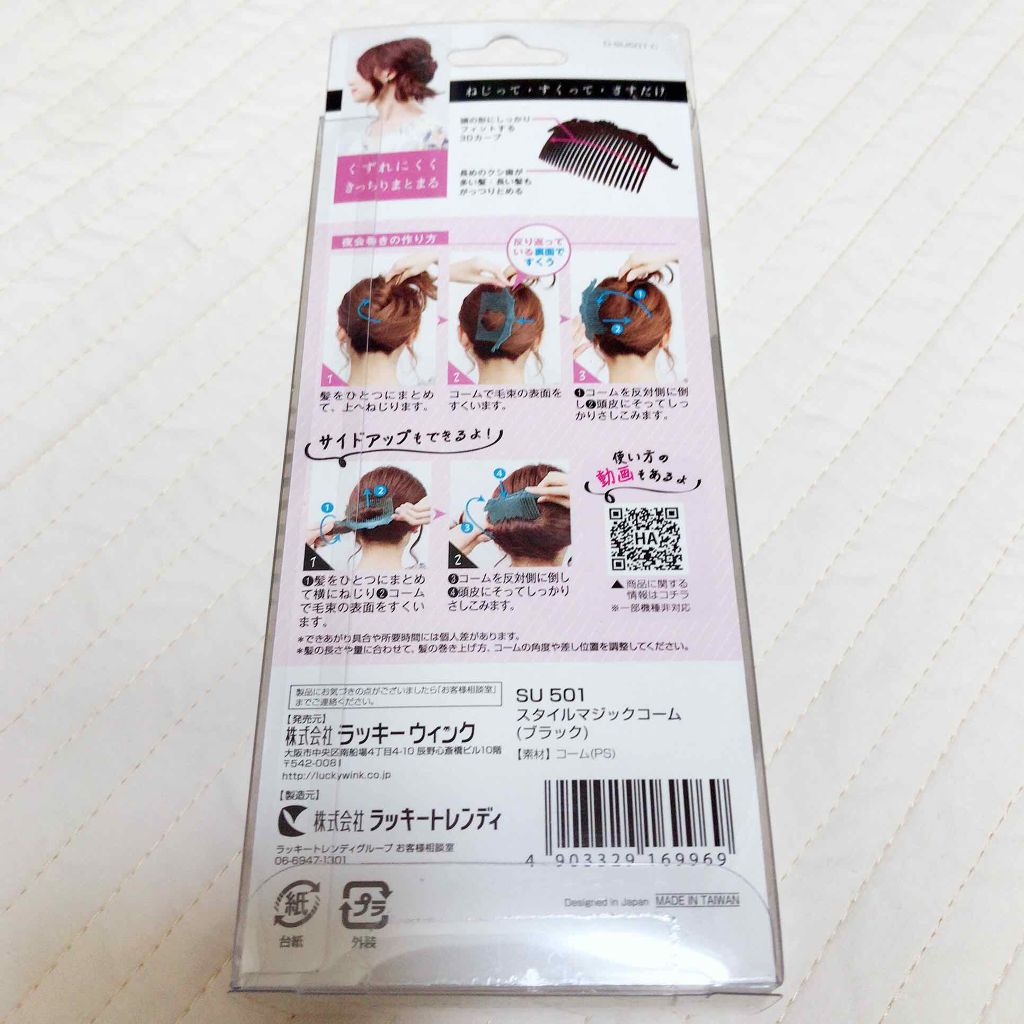 ねじって・すくって・さすだけ
頭の形にしっかり
フィットする
3Dカーブ
長めのクシ歯が
多い髪・長い髪も
がっつりとめる
くずれにくく
きっちりまとまる
夜会巻きの作り方
反り返って
いる裏面で
すくう
1
2
3
❶
❷
髪をひとつにまとめ
て、上へねじります。
コームで毛束の表面を
すくいます。
❶コームを反対側に倒
し❷頭皮にそってしっ
かりさしこみます。
サイドアップもできるよ!
❶
❷
❸
❹
1
2
❶髪をひとつにまとめ
て横にねじり❷コーム
で毛束の表面をすくい
ます。
❸コームを反対側に倒し
❹頭皮にそってしっかり
さしこみます。
使い方の
動画もあるよ
HA
▲商品に関する
情報はコチラ
※一部機種非対応
*できあがり具合や所要時間には個人差があります。
*髪の長さや量に合わせて、髪の巻き上げ方、コームの角度や差し位置を調整してください。
製品にお気づきの点がございましたら「お客様相談室」
までご連絡ください。
【発売元】
株式会社 ラッキーウィンク
大阪市中央区南船場4丁目4-10 辰野心斎橋ビル10階
〒542-0081
http://luckywink.co.jp
【製造元】
株式会社 ラッキートレンディ
ラッキートレンディグループ お客様相談室
06-6947-1301
SU 501
スタイルマジックコーム
(ブラック)
【素材】コーム(PS)
4 903329 169969
紙
台紙
プラ
外装
Designed in Japan MADE IN TAIWAN